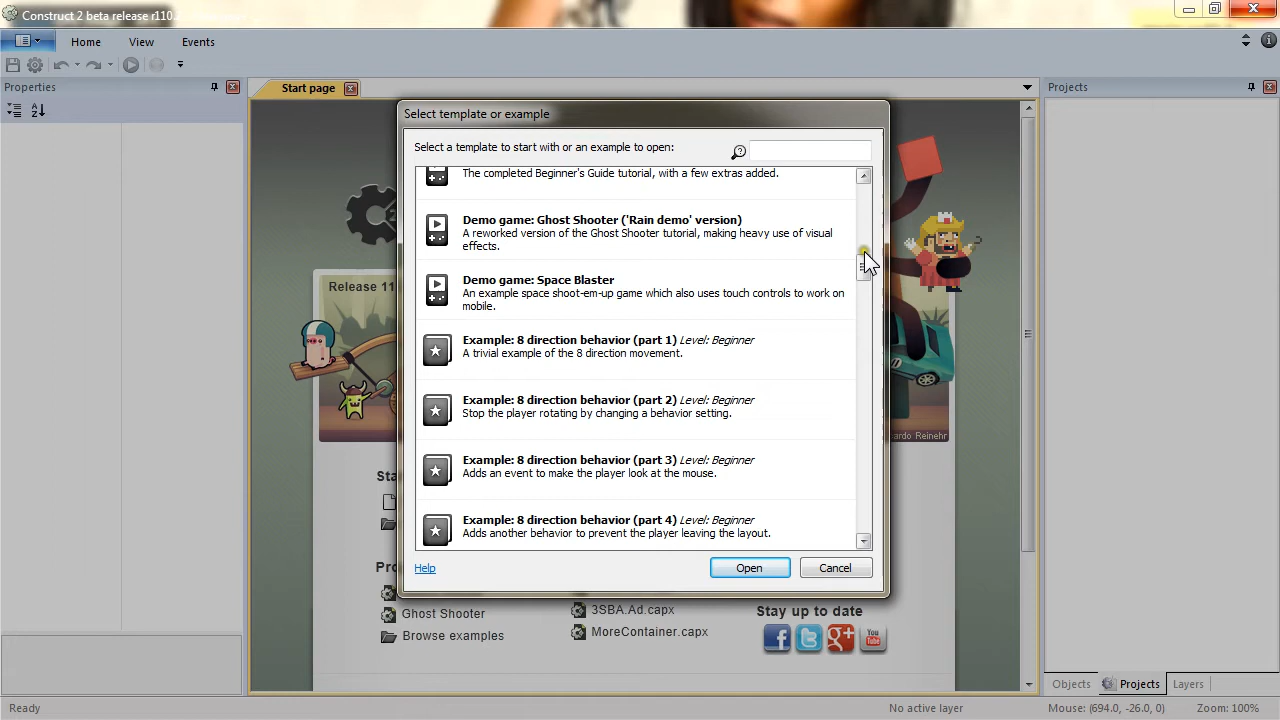 Construct 2 beta release r110.
Home
View
Events
Properties
Start page
Projects
Select template or example
Select a template to start with or an example to open:
The completed Beginner's Guide tutorial, with a few extras added.
Demo game: Ghost Shooter ('Rain demo' version)
A reworked version of the Ghost Shooter tutorial, making heavy use of visual
effects.
Demo game: Space Blaster
An example space shoot-em-up game which also uses touch controls to work on
mobile.
Release 11
Example: 8 direction behavior (part 1) Level: Beginner
A trivial example of the 8 direction movement.
Example: 8 direction behavior (part 2) Level: Beginner
Stop the player rotating by changing a behavior setting.
ardo Reinehr
Example: 8 direction behavior (part 3) Level: Beginner
Adds an event to make the player look at the mouse.
Sta
Example: 8 direction behavior (part 4) Level: Beginner
Adds another behavior to prevent the player leaving the layout.
Pro
Help
Open
Cancel
Ghost Shooter
3SBA.Ad.capx
Stay up to date
Browse examples
MoreContainer.capx
You
Tube
Objects
Projects
Layers
Ready
No active layer
Mouse: (694.0, -26.0, 0)
Zoom: 100%